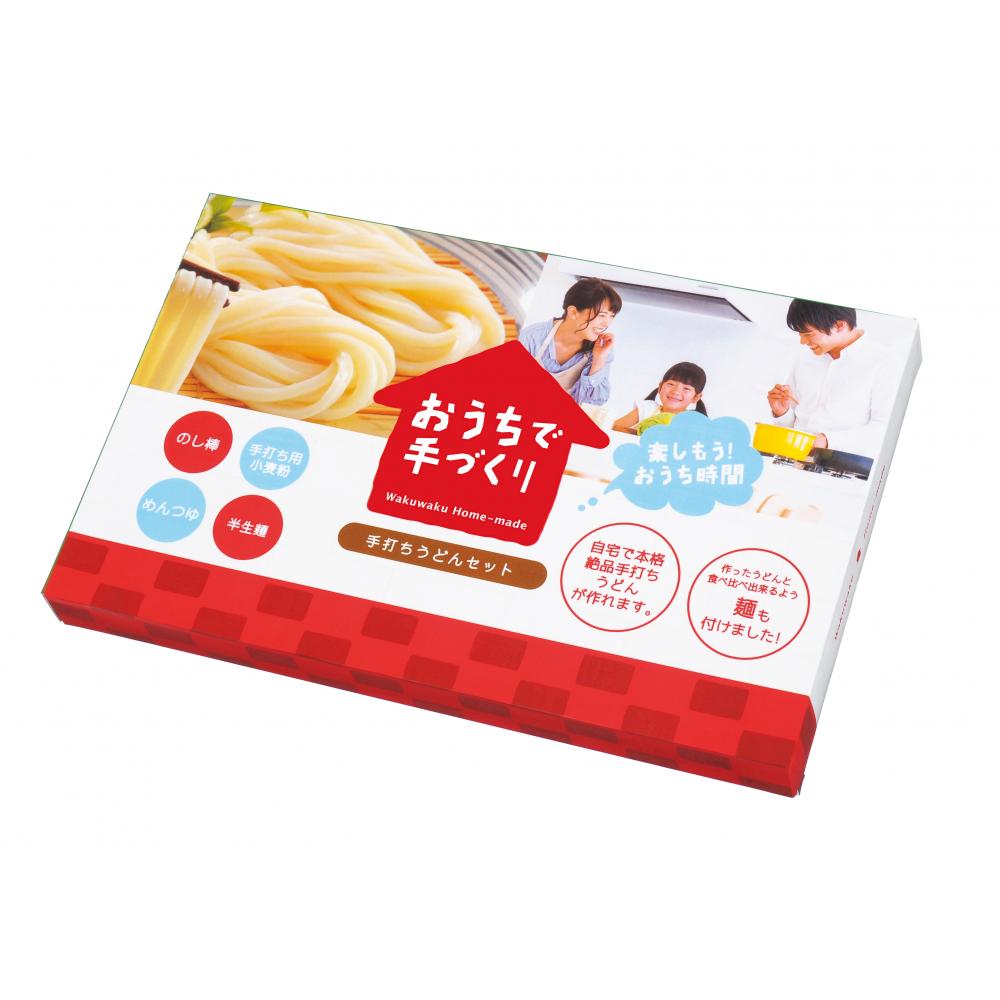 おうちで
手づくり
Wakuwaku Home-made
手打ちうどんセット
のし棒
手打ち用
小麦粉
めんつゆ
半生麺
楽しもう!
おうち時間
自宅で本格
絶品手打ち
うどん
が作れます。
作ったうどんと
食べ比べ出来るよう
麺も
付けました!